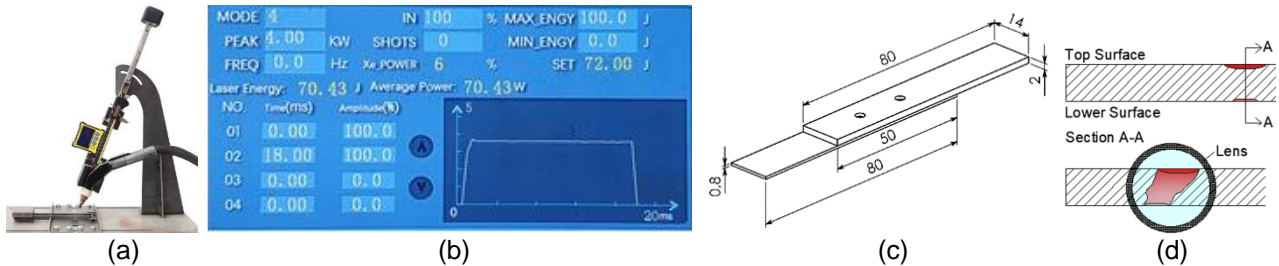 MODE 4 IN 100 % MAX_ENGY 100.0 J
PEAK 4.00 KW SHOTS 0 MIN_ENGY 0.0 J
FREQ 0.0 Hz Xe_POWER 6 % SET 72.00 J
Laser Energy: 70.43 J Average Power: 70.43W
NO. Time(ms) Amplitude(%)
01 0.00 100.0
02 18.00 100.0
03 0.00 0.0
04 0.00 0.0
A
V
5
0
20ms
80
14
2
50
80
0.8
A
Top Surface
Lower Surface
A
Section A-A
Lens
(a)
(b)
(c)
(d)